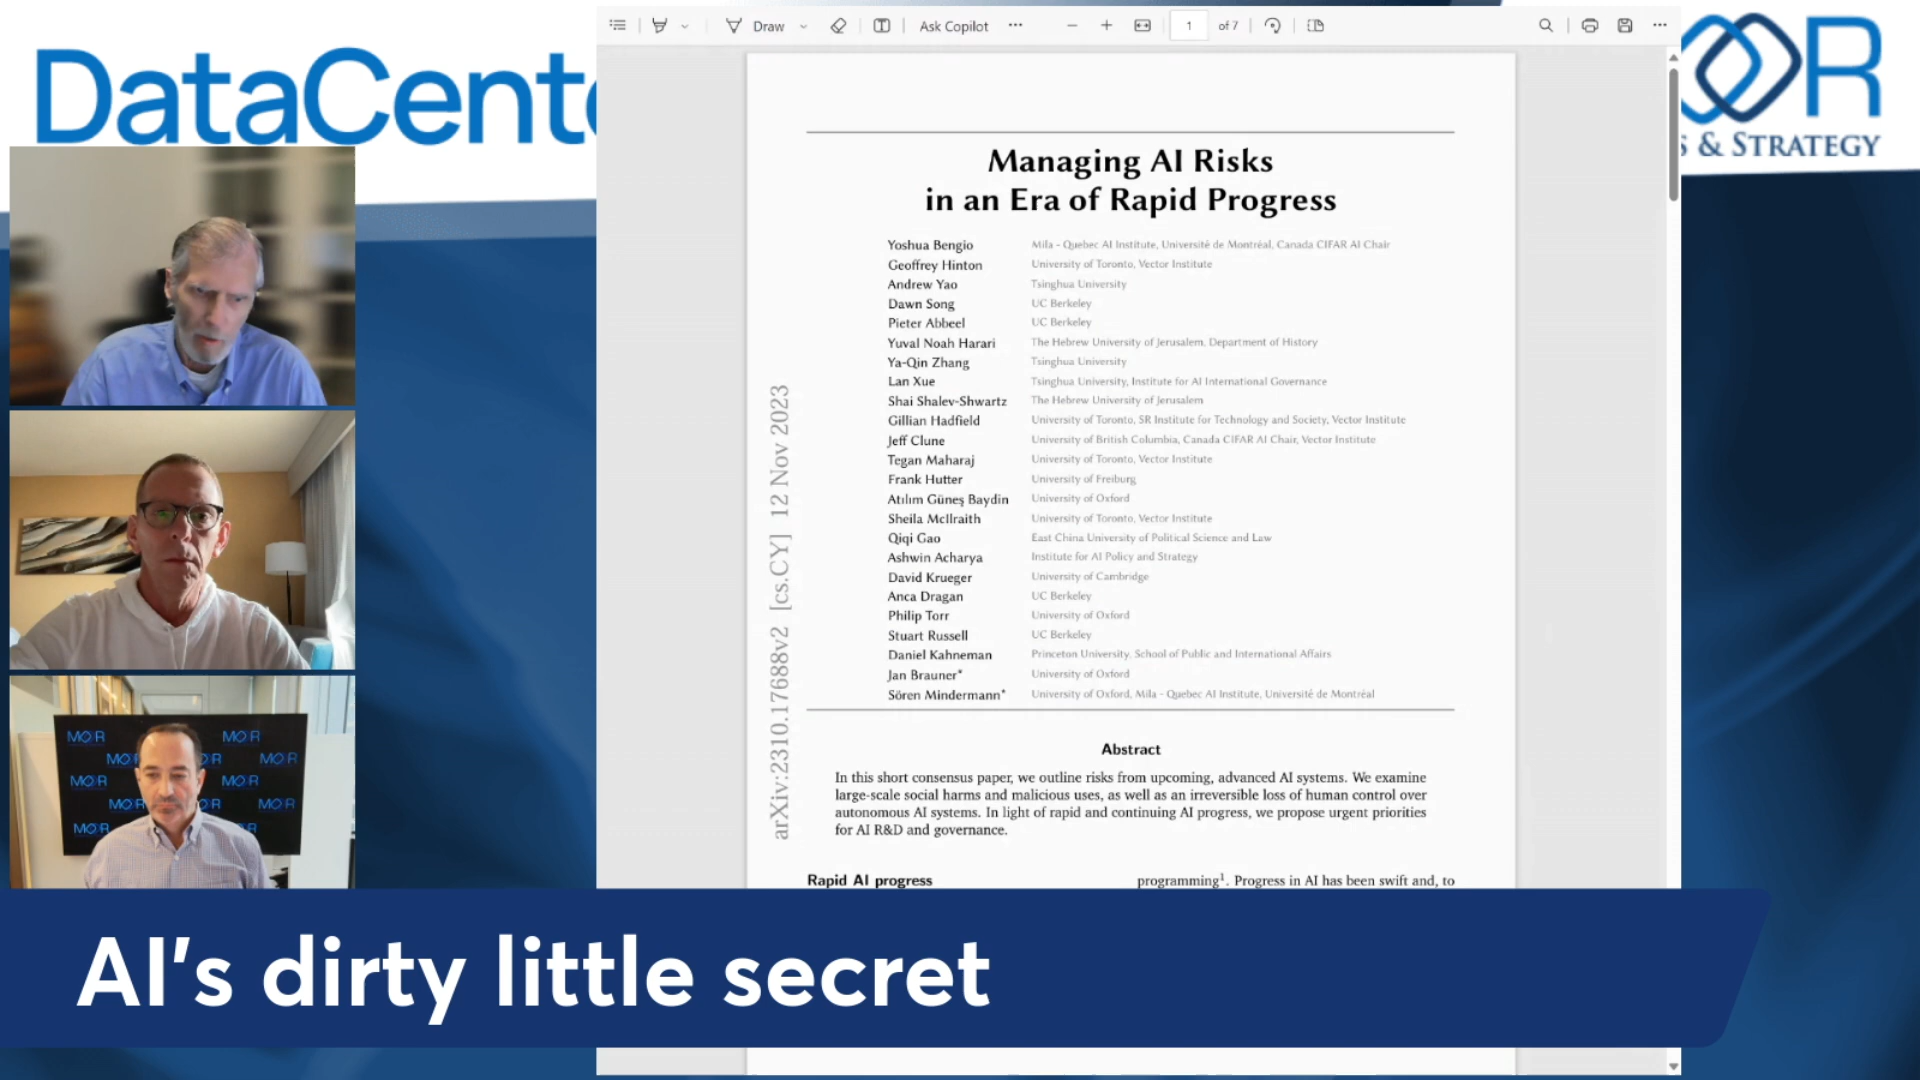 DataCent
Draw
Ask Copilot
1
of 7
OR
S & STRATEGY
Managing AI Risks
in an Era of Rapid Progress
Yoshua Bengio Mila - Quebec AI Institute, Université de Montréal, Canada CIFAR AI Chair
Geoffrey Hinton University of Toronto, Vector Institute
Andrew Yao Tsinghua University
Dawn Song UC Berkeley
Pieter Abbeel UC Berkeley
Yuval Noah Harari The Hebrew University of Jerusalem, Department of History
Ya-Qin Zhang Tsinghua University
Lan Xue Tsinghua University, Institute for AI International Governance
Shai Shalev-Shwartz The Hebrew University of Jerusalem
Gillian Hadfield University of Toronto, SR Institute for Technology and Society, Vector Institute
Jeff Clune University of British Columbia, Canada CIFAR AI Chair, Vector Institute
Tegan Maharaj University of Toronto, Vector Institute
Frank Hutter University of Freiburg
Atılım Güneş Baydin University of Oxford
Sheila McIlraith University of Toronto, Vector Institute
Qiqi Gao East China University of Political Science and Law
Ashwin Acharya Institute for AI Policy and Strategy
David Krueger University of Cambridge
Anca Dragan UC Berkeley
Philip Torr University of Oxford
Stuart Russell UC Berkeley
Daniel Kahneman Princeton University, School of Public and International Affairs
Jan Brauner* University of Oxford
Sören Mindermann* University of Oxford, Mila - Quebec AI Institute, Université de Montréal
arXiv:2310.17688v2 [cs.CY] 12 Nov 2023
Abstract
In this short consensus paper, we outline risks from upcoming, advanced AI systems. We examine
large-scale social harms and malicious uses, as well as an irreversible loss of human control over
autonomous AI systems. In light of rapid and continuing AI progress, we propose urgent priorities
for AI R&D and governance.
Rapid AI progress
programming¹. Progress in AI has been swift and, to
AI's dirty little secret